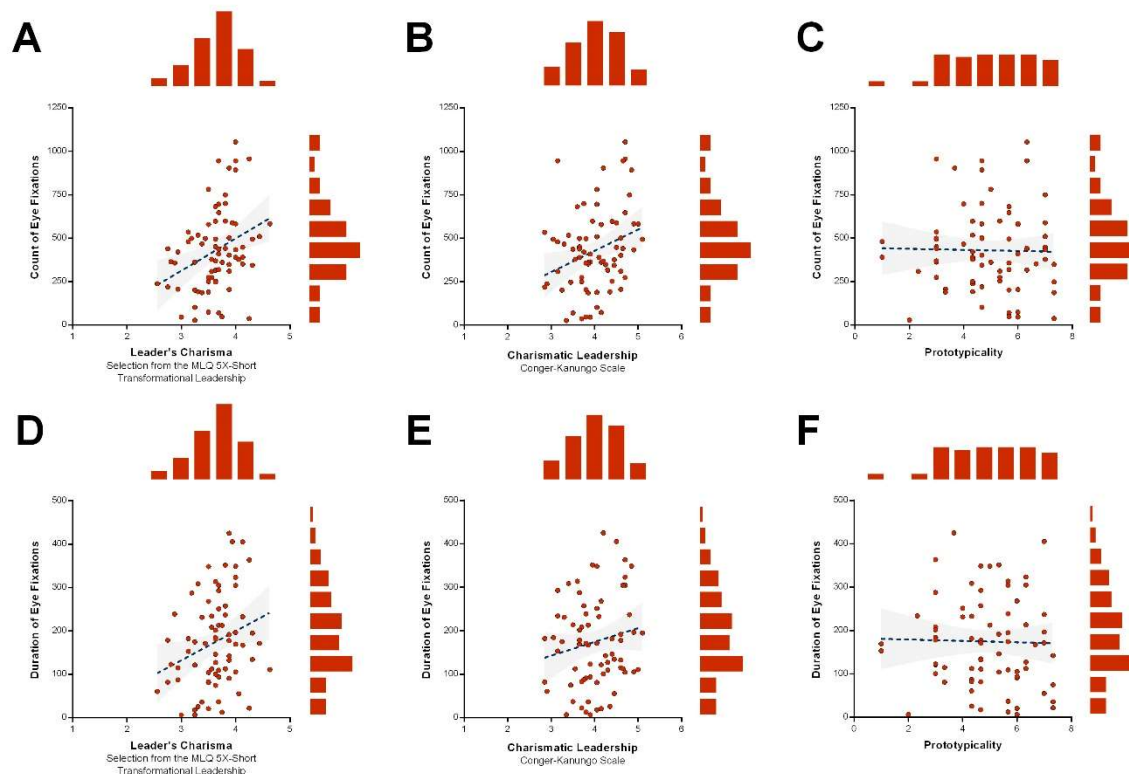 A
B
C
Count of Eye Fixations
1250
1000
750
500
250
0
1 2 3 4 5
Leader's Charisma
Selection from the MLQ 5X-Short
Transformational Leadership
Count of Eye Fixations
1250
1000
750
500
250
0
1 2 3 4 5 6
Charismatic Leadership
Conger-Kanungo Scale
Count of Eye Fixations
1250
1000
750
500
250
0
0 2 4 6 8
Prototypicality
D
E
F
Duration of Eye Fixations
500
400
300
200
100
0
1 2 3 4 5
Leader's Charisma
Selection from the MLQ 5X-Short
Transformational Leadership
Duration of Eye Fixations
500
400
300
200
100
0
1 2 3 4 5 6
Charismatic Leadership
Conger-Kanungo Scale
Duration of Eye Fixations
500
400
300
200
100
0
0 2 4 6 8
Prototypicality